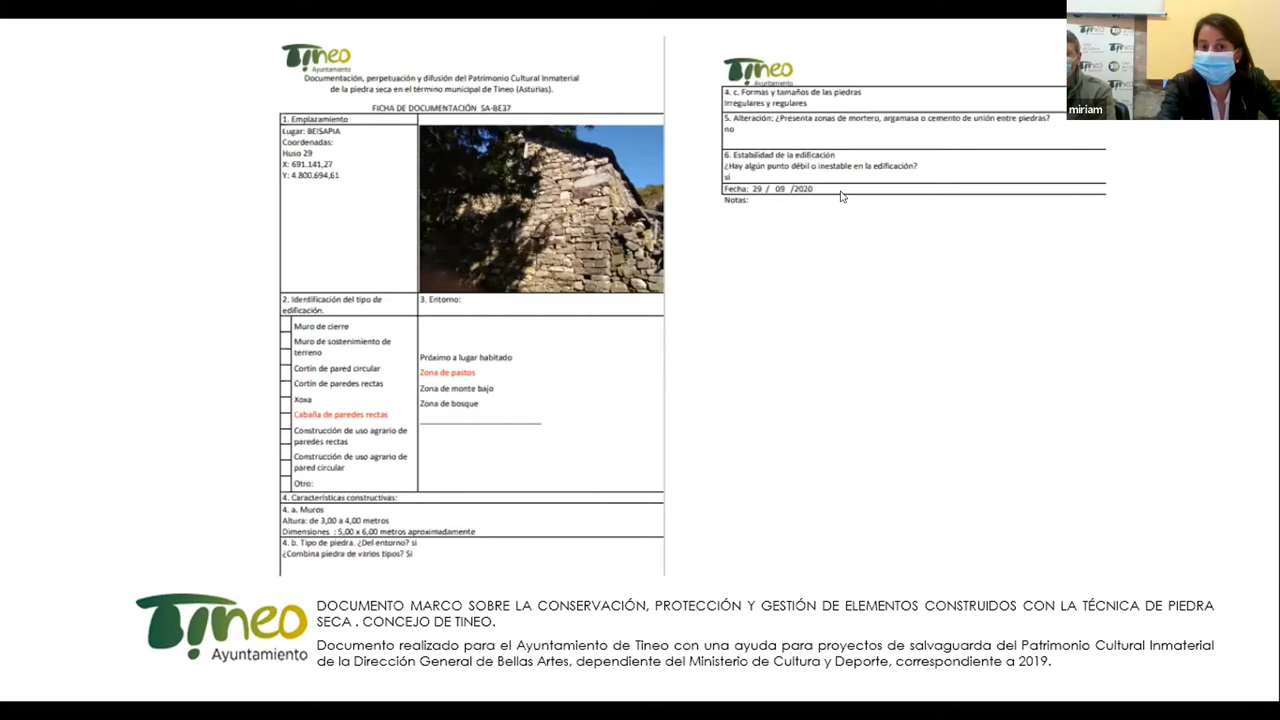 Tineo
Ayuntamiento
Documentación, perpetuación y difusión del Patrimonio Cultural Inmaterial
de la piedra seca en el término municipal de Tineo (Asturias).
FICHA DE DOCUMENTACIÓN SA-BE37
1. Emplazamiento
Lugar: BEISAPIA
Coordenadas:
Huso 29
X: 691.141,27
Y: 4.800.694,61
2. Identificación del tipo de
edificación.
3. Entorno:
Muro de cierre
Muro de sostenimiento de
terreno
Cortín de pared circular
Cortín de paredes rectas
Xoxa
Cabaña de paredes rectas
Construcción de uso agrario de
paredes rectas
Construcción de uso agrario de
pared circular
Otro:
Próximo a lugar habitado
Zona de pastos
Zona de monte bajo
Zona de bosque
4. Características constructivas:
4. a. Muros
Altura: de 3,00 a 4,00 metros
Dimensiones : 5,00 x 6,00 metros aproximadamente
4. b. Tipo de piedra. ¿Del entorno? si
¿Combina piedra de varios tipos? Si
Tineo
Ayuntamiento
4. c. Formas y tamaños de las piedras
Irregulares y regulares
5. Alteración: ¿Presenta zonas de mortero, argamasa o cemento de unión entre piedras?
no
6. Estabilidad de la edificación
¿Hay algún punto débil o inestable en la edificación?
si
Fecha: 29 / 09 /2020
Notas:
miriam
Tineo
Ayuntamiento
DOCUMENTO MARCO SOBRE LA CONSERVACIÓN, PROTECCIÓN Y GESTIÓN DE ELEMENTOS CONSTRUIDOS CON LA TÉCNICA DE PIEDRA
SECA . CONCEJO DE TINEO.
Documento realizado para el Ayuntamiento de Tineo con una ayuda para proyectos de salvaguarda del Patrimonio Cultural Inmaterial
de la Dirección General de Bellas Artes, dependiente del Ministerio de Cultura y Deporte, correspondiente a 2019.